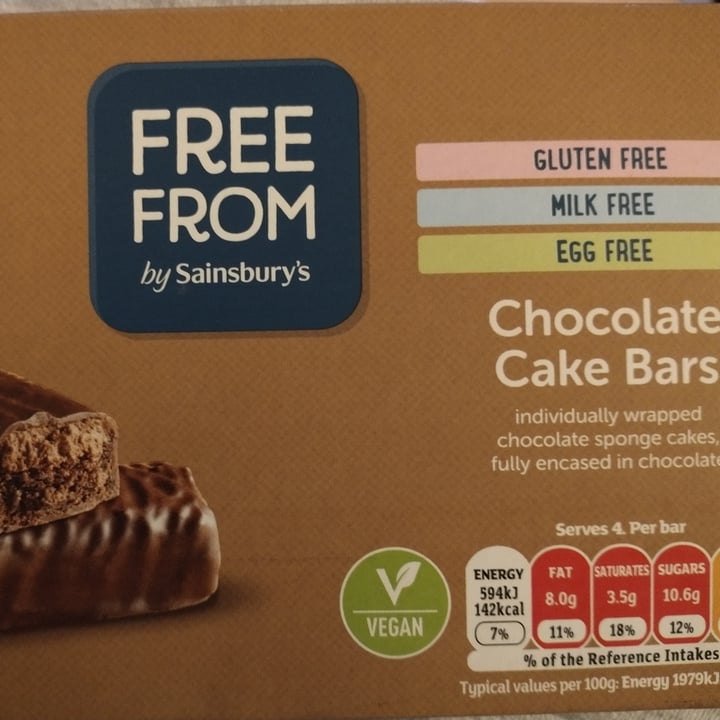 FREE
FROM
by Sainsbury's
GLUTEN FREE
MILK FREE
EGG FREE
Chocolate
Cake Bars
individually wrapped
chocolate sponge cakes,
fully encased in chocolate
Serves 4. Per bar
ENERGY FAT SATURATES SUGARS
594kJ 8.0g 3.5g 10.6g
142kcal
7% 11% 18% 12%
VEGAN
% of the Reference Intakes
Typical values per 100g: Energy 1979kJ